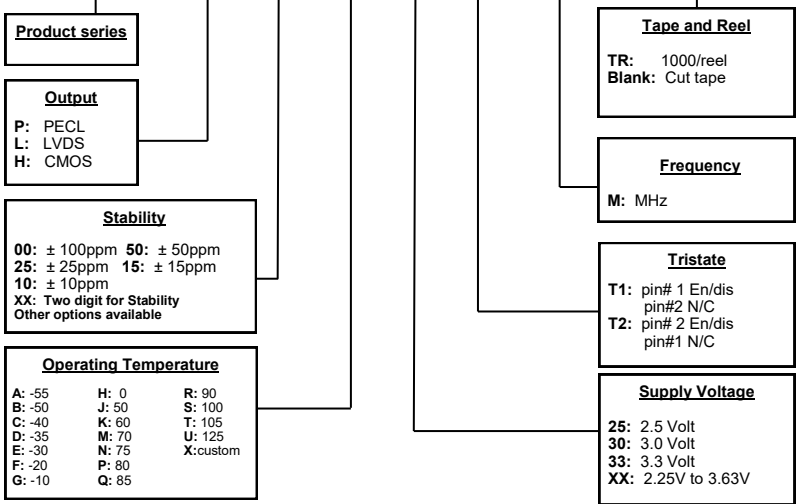 Product series
Output
P: PECL
L: LVDS
H: CMOS
Stability
00: ± 100ppm 50: ± 50ppm
25: ± 25ppm 15: ± 15ppm
10: ± 10ppm
XX: Two digit for Stability
Other options available
Operating Temperature
A: -55 H: 0 R: 90
B: -50 J: 50 S: 100
C: -40 K: 60 T: 105
D: -35 M: 70 U: 125
E: -30 N: 75 X:custom
F: -20 P: 80
G: -10 Q: 85
Tape and Reel
TR: 1000/reel
Blank: Cut tape
Frequency
M: MHz
Tristate
T1: pin# 1 En/dis
pin#2 N/C
T2: pin# 2 En/dis
pin#1 N/C
Supply Voltage
25: 2.5 Volt
30: 3.0 Volt
33: 3.3 Volt
XX: 2.25V to 3.63V